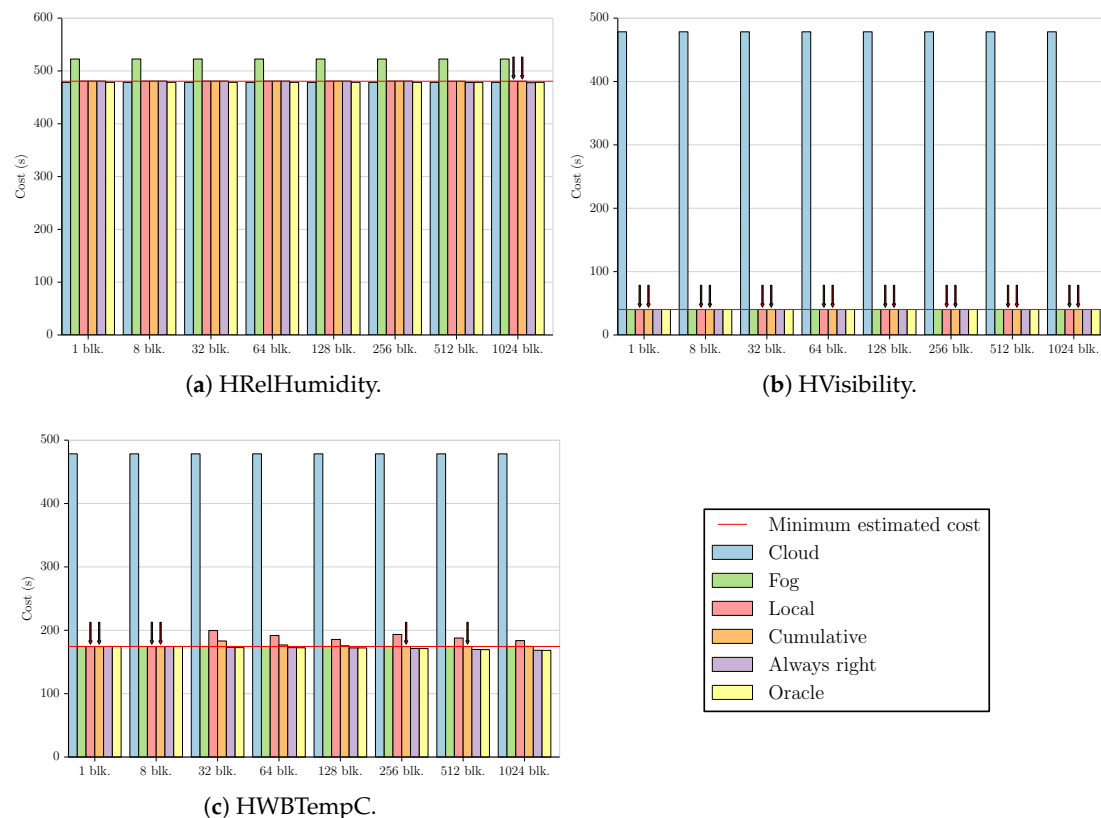 600
500
400
300
200
100
0
Cost (s)
1 blk. 8 blk. 32 blk. 64 blk. 128 blk. 256 blk. 512 blk. 1024 blk.
(a) HRelHumidity.
500
400
300
200
100
0
Cost (s)
1 blk. 8 blk. 32 blk. 64 blk. 128 blk. 256 blk. 512 blk. 1024 blk.
(b) HVisibility.
500
400
300
200
100
0
Cost (s)
1 blk. 8 blk. 32 blk. 64 blk. 128 blk. 256 blk. 512 blk. 1024 blk.
(c) HWBTempC.
Minimum estimated cost
Cloud
Fog
Local
Cumulative
Always right
Oracle